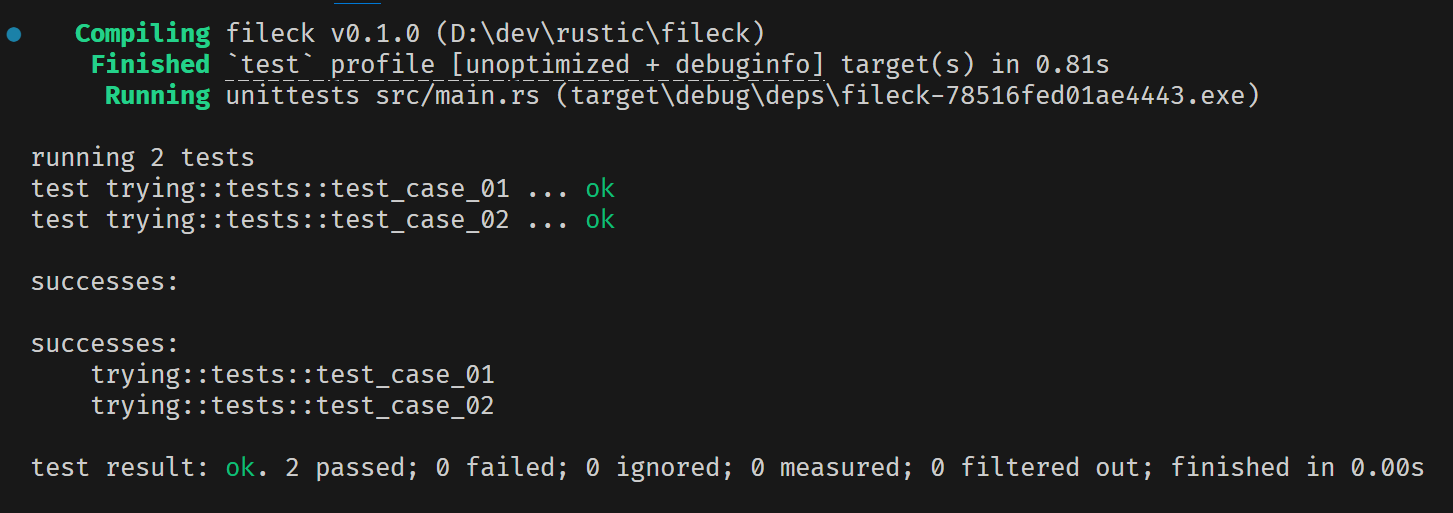 Compiling fileck v0.1.0 (D:\dev\rustic\fileck)
Finished `test` profile [unoptimized + debuginfo] target(s) in 0.81s
Running unittests src/main.rs (target\debug\deps\fileck-78516fed01ae4443.exe)
running 2 tests
test trying::tests::test_case_01 ... ok
test trying::tests::test_case_02 ... ok
successes:
successes:
trying::tests::test_case_01
trying::tests::test_case_02
test result: ok. 2 passed; 0 failed; 0 ignored; 0 measured; 0 filtered out; finished in 0.00s